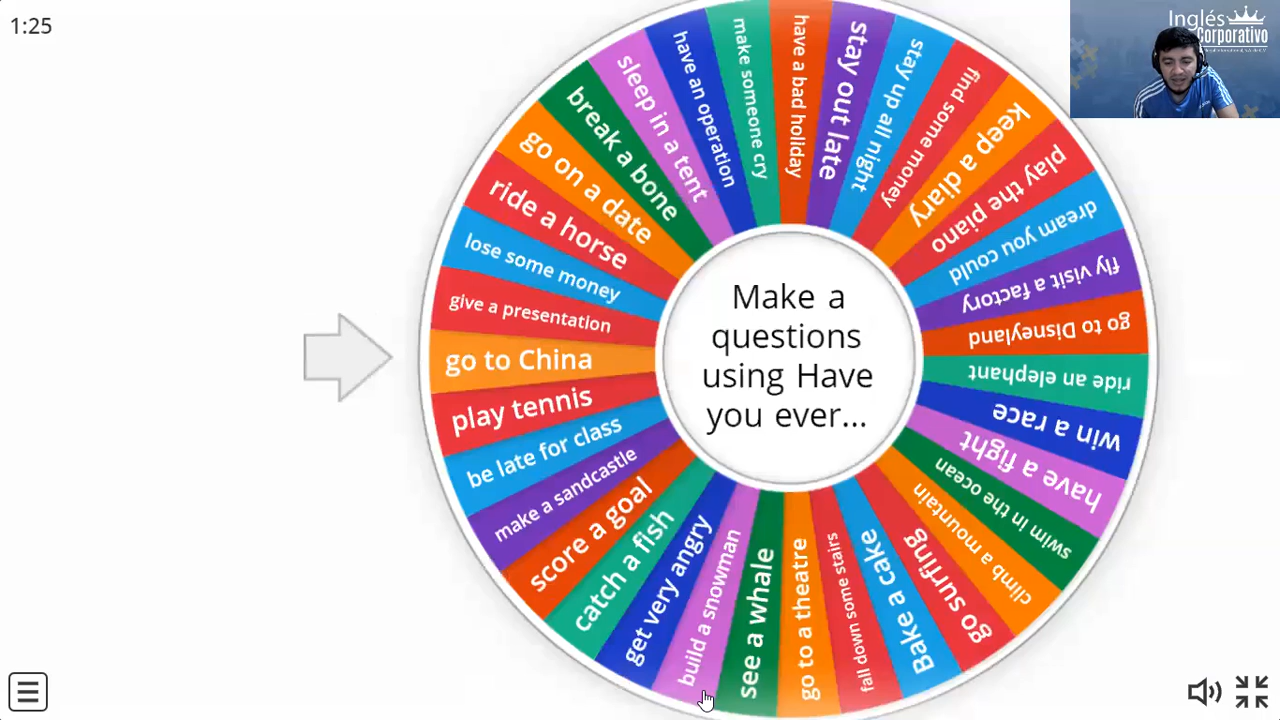 1:25
Inglés
Corporativo
Make a
questions
using Have
you ever...
have a bad holiday
stay out late
stay up all night
find some money
keep a diary
play the piano
dream you could
fly visit a factory
go to Disneyland
ride an elephant
win a race
have a fight
swim in the ocean
climb a mountain
go surfing
Bake a cake
fall down some stairs
go to a theatre
see a whale
build a snowman
get very angry
catch a fish
score a goal
make a sandcastle
be late for class
play tennis
go to China
give a presentation
lose some money
ride a horse
go on a date
break a bone
sleep in a tent
have an operation
make someone cry